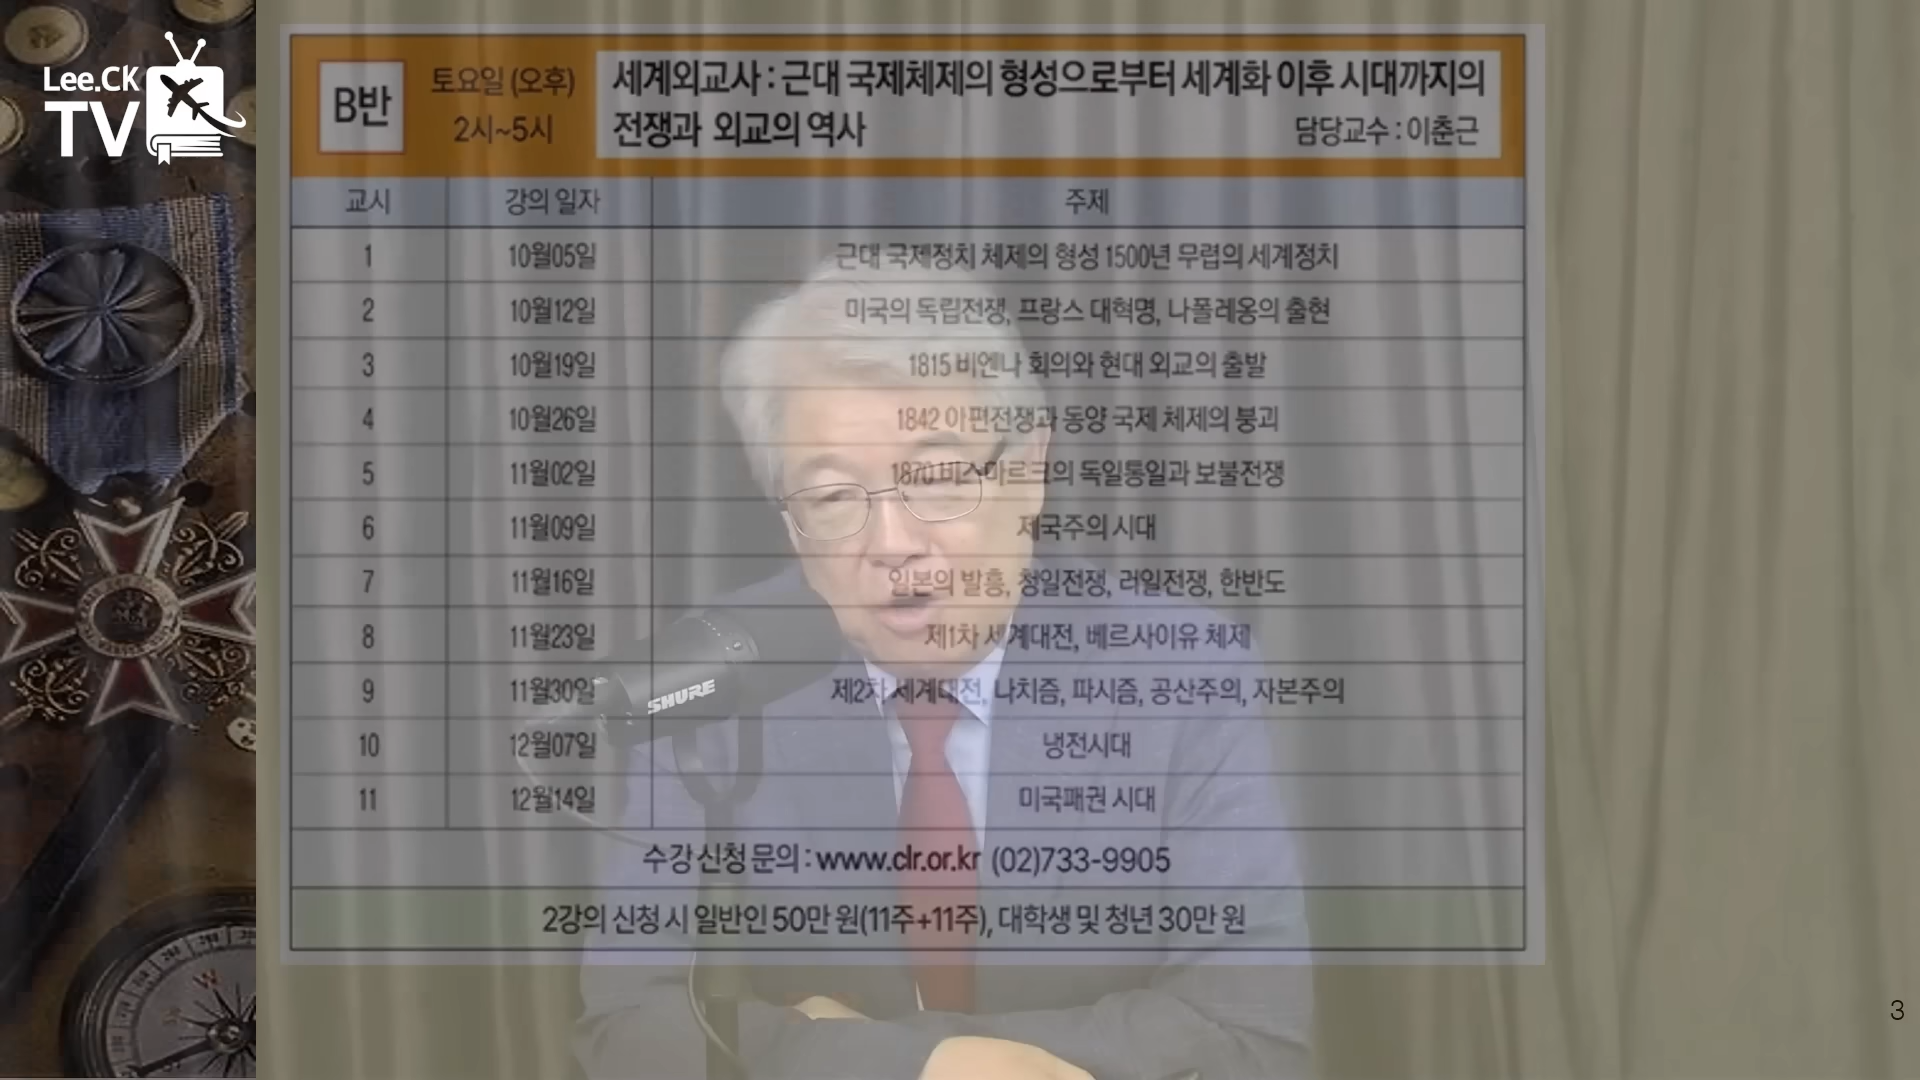 Lee.CK
TV
B반
토요일 (오후)
2시~5시
세계외교사 : 근대 국제체제의 형성으로부터 세계화 이후 시대까지의
전쟁과 외교의 역사
담당교수 : 이춘근
교시 강의 일자 주제
1 10월05일 근대 국제정치 체제의 형성 1500년 무렵의 세계정치
2 10월12일 미국의 독립전쟁, 프랑스 대혁명, 나폴레옹의 출현
3 10월19일 1815 비엔나 회의와 현대 외교의 출발
4 10월26일 1842 아편전쟁과 동양 국제 체제의 붕괴
5 11월02일 1870 비스마르크의 독일통일과 보불전쟁
6 11월09일 제국주의 시대
7 11월16일 일본의 발흥, 청일전쟁, 러일전쟁, 한반도
8 11월23일 제1차 세계대전, 베르사이유 체제
9 11월30일 제2차 세계대전, 나치즘, 파시즘, 공산주의, 자본주의
10 12월07일 냉전시대
11 12월14일 미국패권 시대
수강 신청 문의 : www.clr.or.kr (02)733-9905
2강의 신청 시 일반인 50만 원(11주+11주), 대학생 및 청년 30만 원
SHURE
3